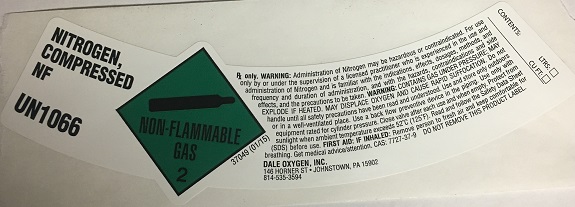 NITROGEN,
COMPRESSED
NF
UN1066
NON-FLAMMABLE
GAS
2
37049 (01/15)
Rx only. WARNING: Administration of Nitrogen may be hazardous or contraindicated. For use
only by or under the supervision of a licensed practitioner who is experienced in the use and
administration of Nitrogen and is familiar with the indications, effects, dosages, methods, and
frequency and duration of administration, and with the hazards, contraindications and side
effects, and the precautions to be taken. WARNING: CONTAINS GAS UNDER PRESSURE; MAY
EXPLODE IF HEATED. MAY DISPLACE OXYGEN AND CAUSE RAPID SUFFOCATION. Do not
handle until all safety precautions have been read and understood. Use and store only outdoors
or in a well-ventilated place. Use a back flow preventive device in the piping. Use only with
equipment rated for cylinder pressure. Close valve after each use and when empty. Protect from
sunlight when ambient temperature exceeds 52°C (125°F). Read and follow the Safety Data Sheet
(SDS) before use. FIRST AID: IF INHALED: Remove person to fresh air and keep comfortable for
breathing. Get medical advice/attention. CAS: 7727-37-9 DO NOT REMOVE THIS PRODUCT LABEL.
DALE OXYGEN, INC.
146 HORNER ST • JOHNSTOWN, PA 15902
814-535-3594
CONTENTS:
LTRS.
CU.FT.